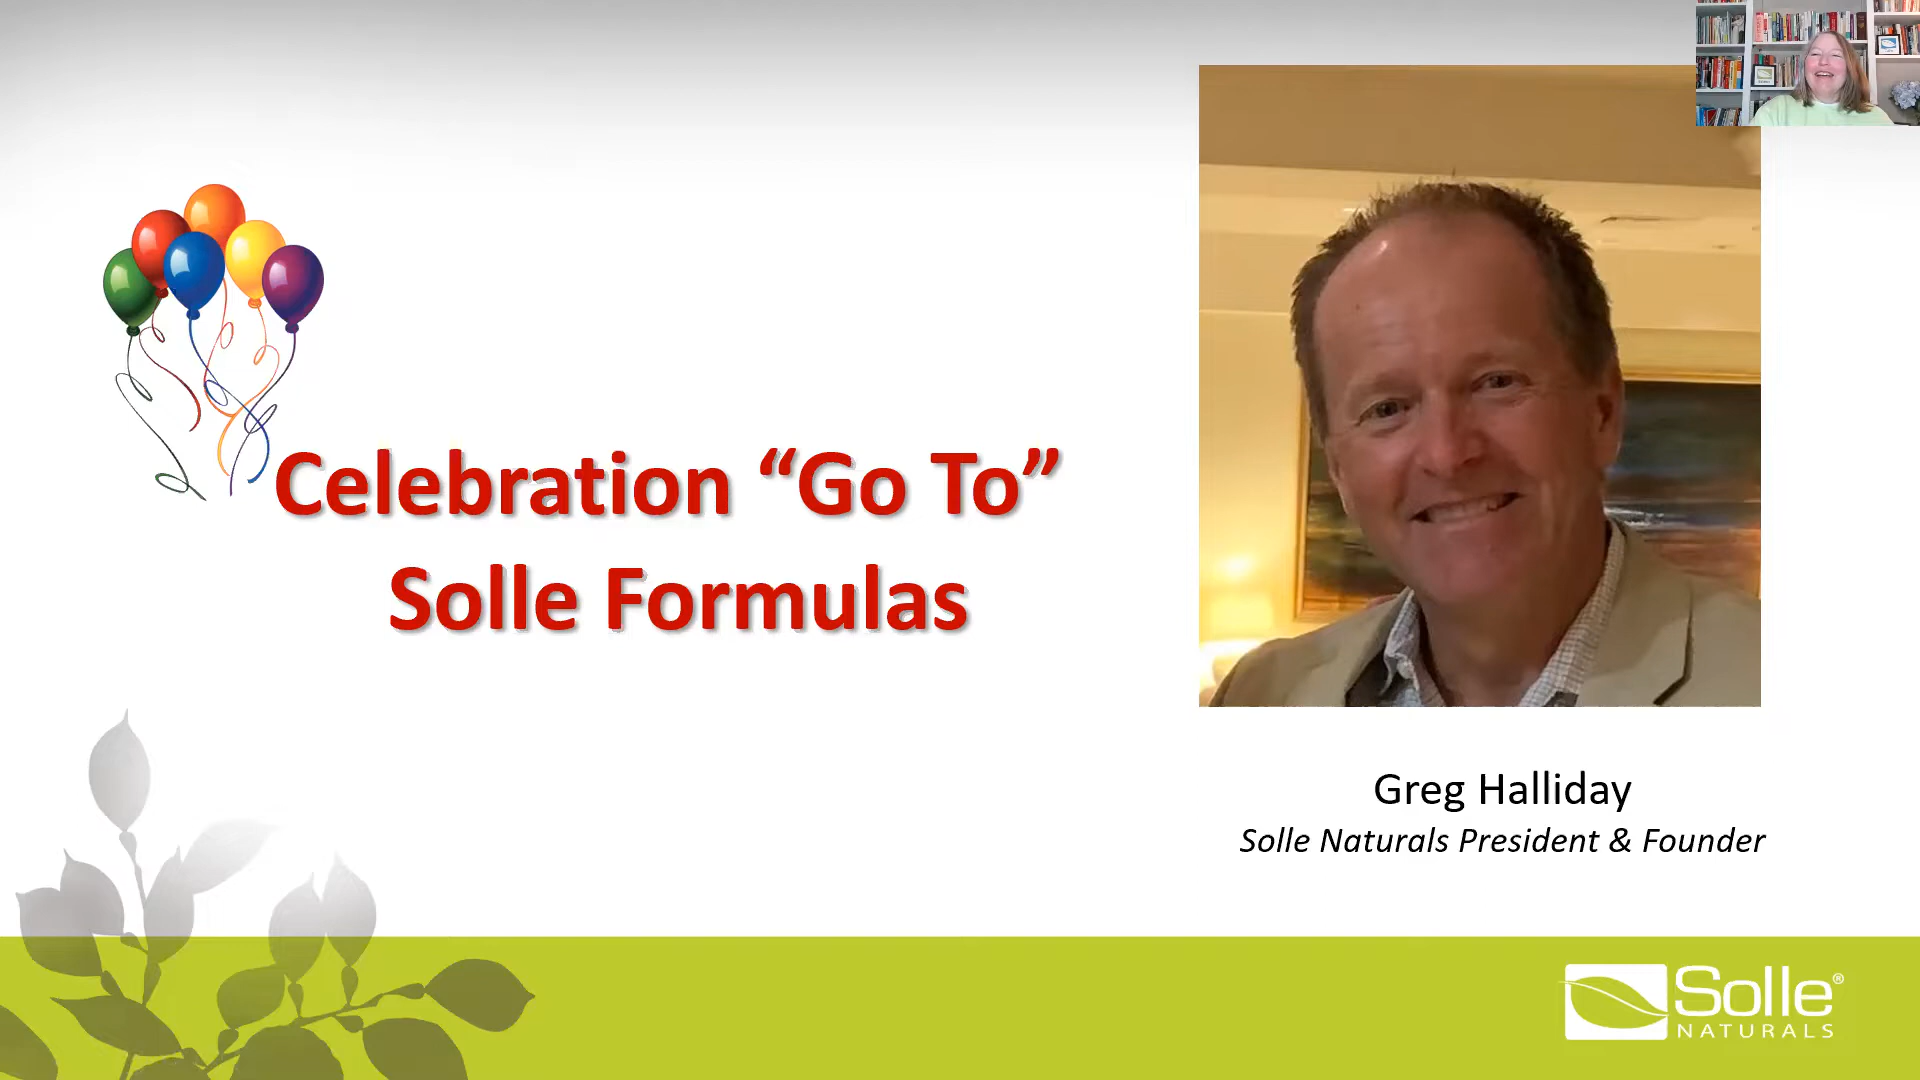 Celebration “Go To”
Solle Formulas
Greg Halliday
Solle Naturals President & Founder
Solle®
NATURALS